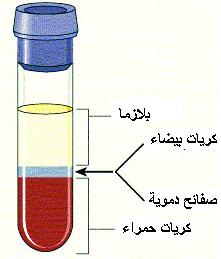 بلازما
كريات بيضاء
صفائح دموية
كريات حمراء